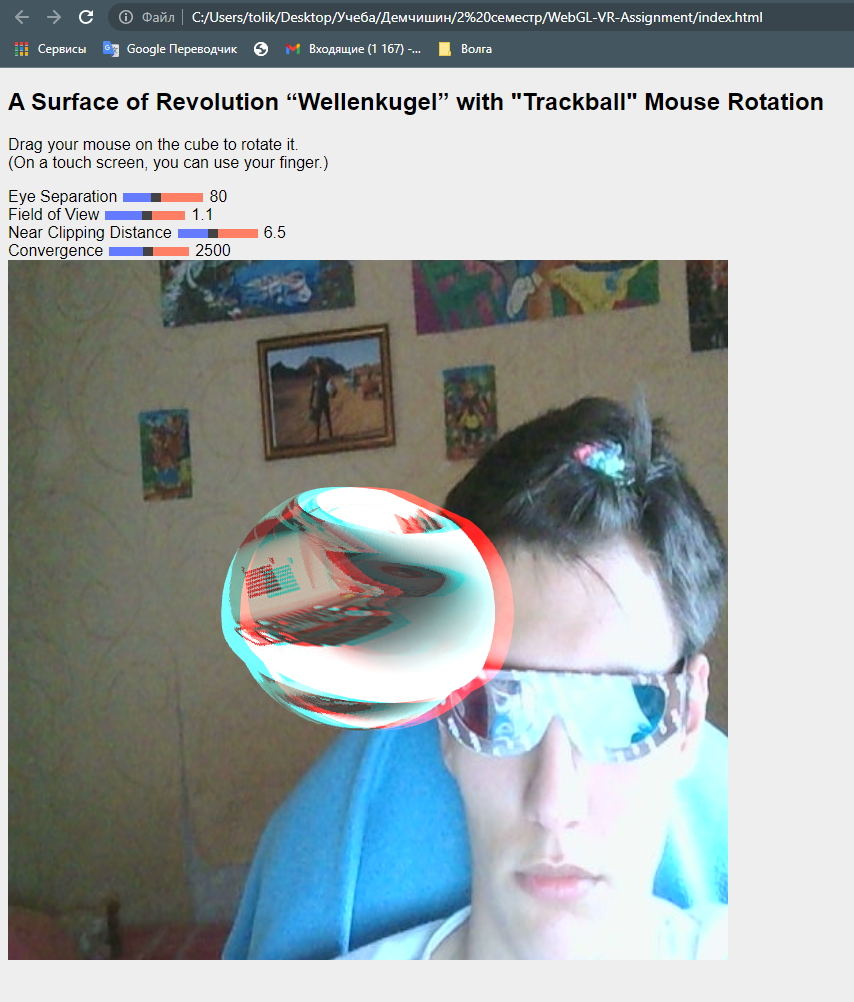 Файл C:/Users/tolik/Desktop/Учеба/Демчишин/2%20семестр/WebGL-VR-Assignment/index.html
Сервисы Google Переводчик Входящие (1 167) -... Волга
A Surface of Revolution “Wellenkugel” with "Trackball" Mouse Rotation
Drag your mouse on the cube to rotate it.
(On a touch screen, you can use your finger.)
Eye Separation 80
Field of View 1.1
Near Clipping Distance 6.5
Convergence 2500